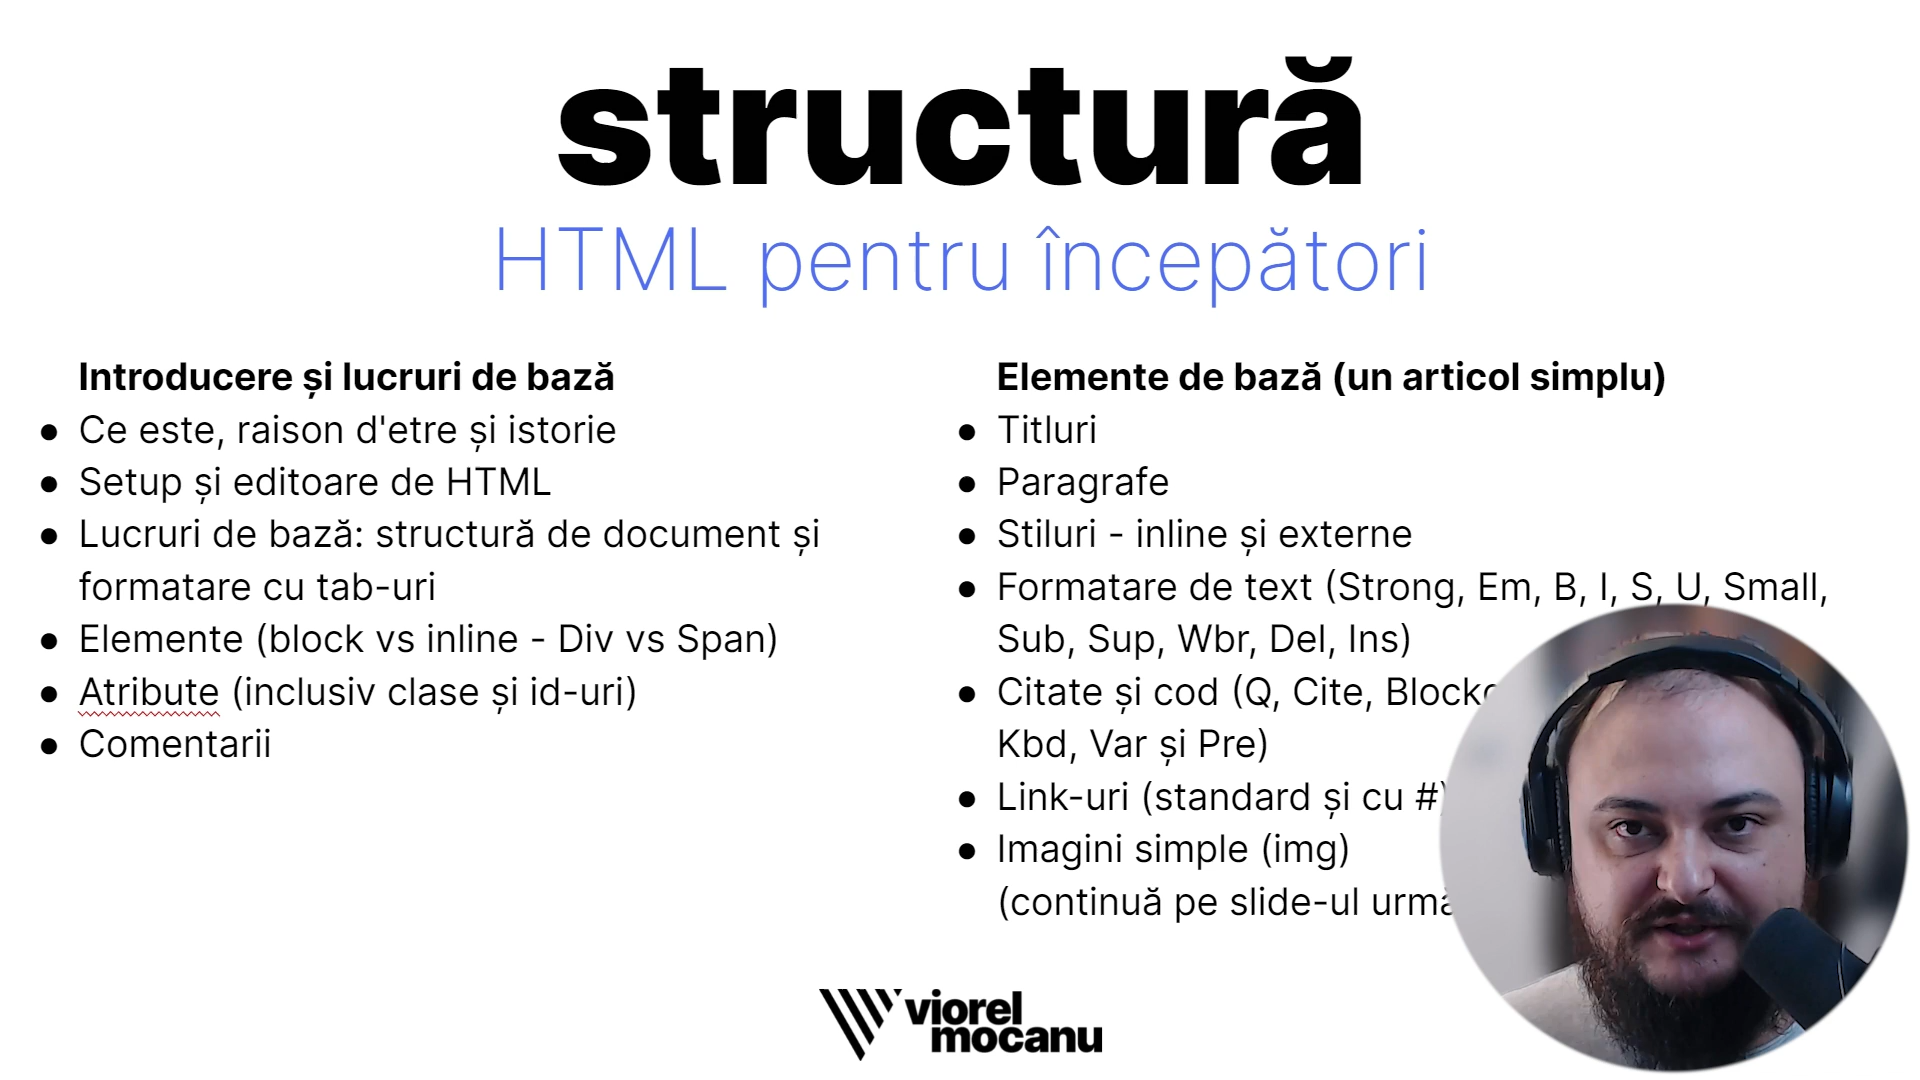 structură
HTML pentru începători
Introducere și lucruri de bază
● Ce este, raison d'etre și istorie
● Setup și editoare de HTML
● Lucruri de bază: structură de document și
formatare cu tab-uri
● Elemente (block vs inline - Div vs Span)
● Atribute (inclusiv clase și id-uri)
● Comentarii
Elemente de bază (un articol simplu)
● Titluri
● Paragrafe
● Stiluri - inline și externe
● Formatare de text (Strong, Em, B, I, S, U, Small,
Sub, Sup, Wbr, Del, Ins)
● Citate și cod (Q, Cite,
Kbd, Var și Pre)
● Link-uri (standard și cu #)
● Imagini simple (img)
(continuă pe slide-ul
viorel
mocanu